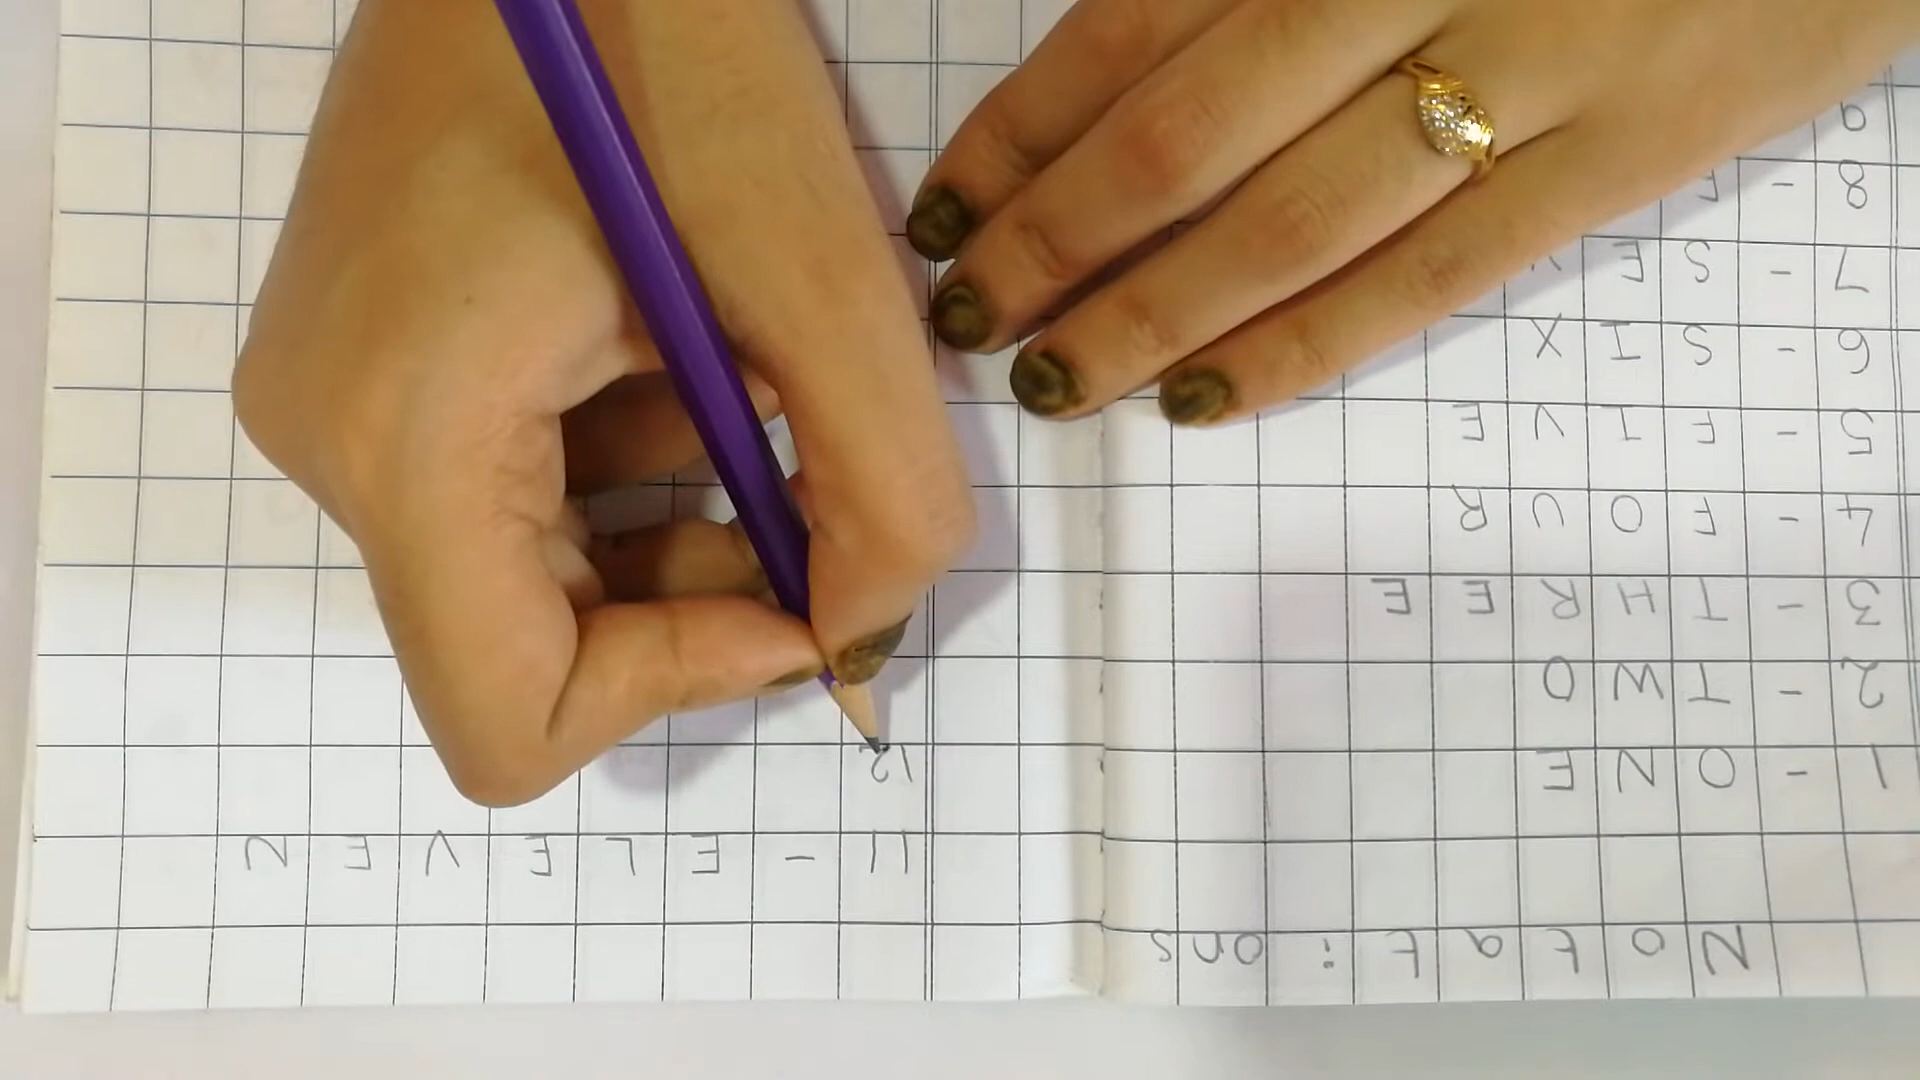 Notations
1 - ONE
2 - TWO
3 - THREE
4 - FOUR
5 - FIVE
6 - SIX
7 - SEV
8 - E
9
11 - ELEVEN
12